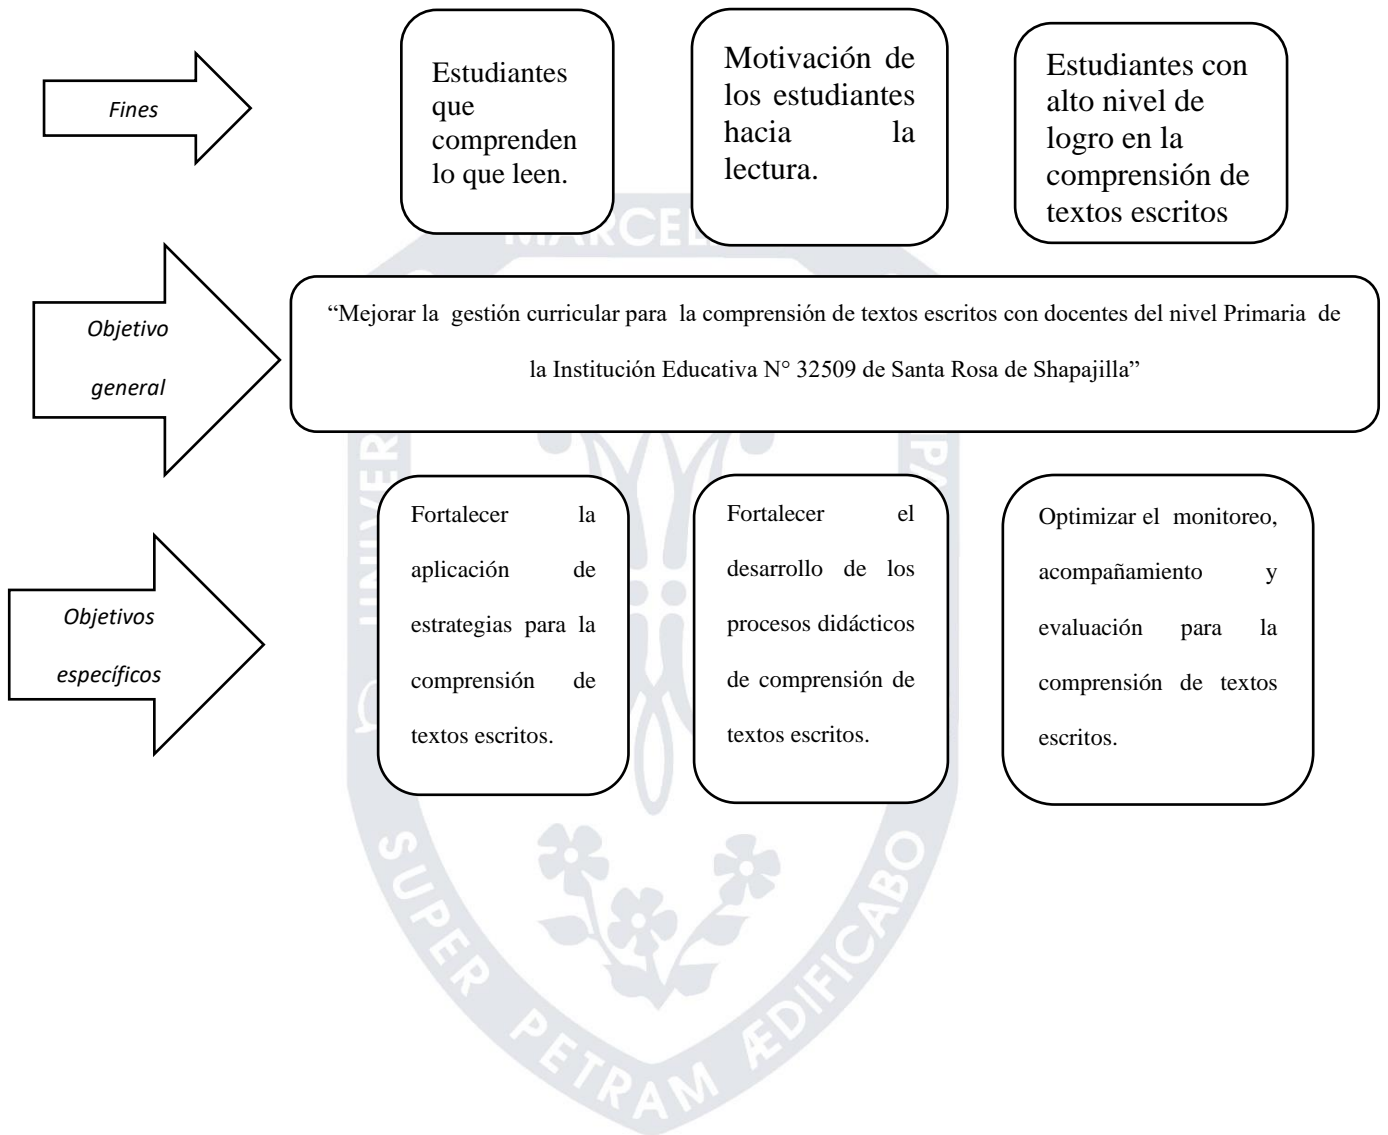 Fines
Estudiantes
que
comprenden
lo que leen.
Motivación de
los estudiantes
hacia la
lectura.
Estudiantes con
alto nivel de
logro en la
comprensión de
textos escritos
Objetivo
general
“Mejorar la gestión curricular para la comprensión de textos escritos con docentes del nivel Primaria de
la Institución Educativa N° 32509 de Santa Rosa de Shapajilla”
Objetivos
específicos
Fortalecer la
aplicación de
estrategias para la
comprensión de
textos escritos.
Fortalecer el
desarrollo de los
procesos didácticos
de comprensión de
textos escritos.
Optimizar el monitoreo,
acompañamiento y
evaluación para la
comprensión de textos
escritos.
SUPER PETRAM ÆDIFICABO